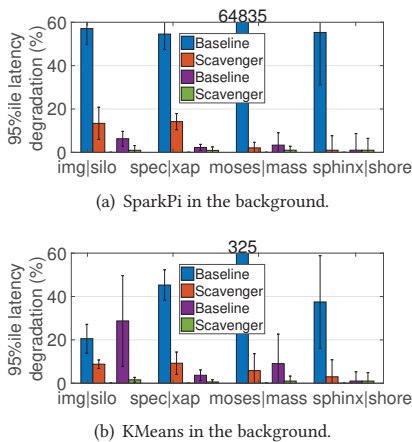 64835
60
40
20
0
95%ile latency
degradation (%)
Baseline
Scavenger
Baseline
Scavenger
img|silo spec|xap moses|mass sphinx|shore
(a) SparkPi in the background.
325
60
40
20
0
95%ile latency
degradation (%)
Baseline
Scavenger
Baseline
Scavenger
img|silo spec|xap moses|mass sphinx|shore
(b) KMeans in the background.